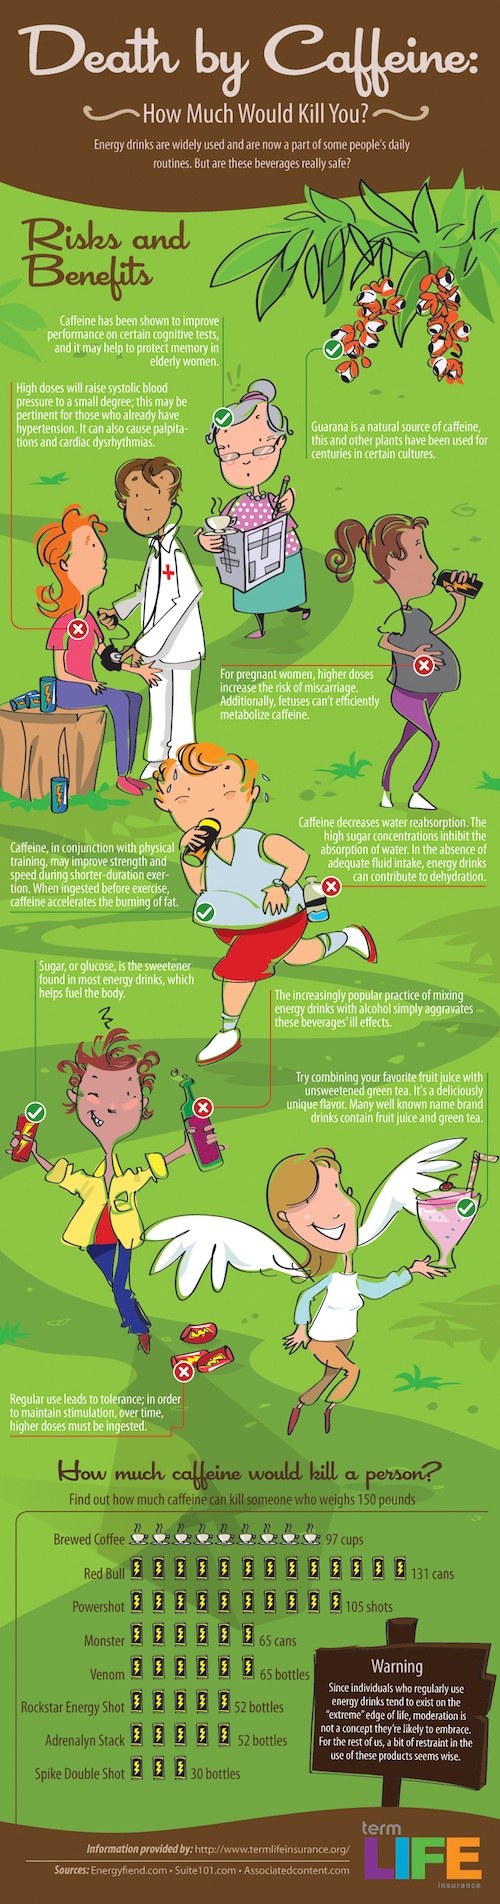 Death by Caffeine:
How Much Would Kill You?
Energy drinks are widely used and are now a part of some people's daily
routines. But are these beverages really safe?
Risks and
Benefits
Caffeine has been shown to improve
performance on certain cognitive tests,
and it may help to protect memory in
elderly women.
High doses will raise systolic blood
pressure to a small degree; this may be
pertinent for those who already have
hypertension. It can also cause palpita-
tions and cardiac dysrhythmias.
Guarana is a natural source of caffeine,
this and other plants have been used for
centuries in certain cultures.
For pregnant women, higher doses
increase the risk of miscarriage.
Additionally, fetuses can't efficiently
metabolize caffeine.
Caffeine decreases water reabsorption. The
high sugar concentrations inhibit the
absorption of water. In the absence of
adequate fluid intake, energy drinks
can contribute to dehydration.
Caffeine, in conjunction with physical
training, may improve strength and
speed during shorter-duration exer-
tion. When ingested before exercise,
caffeine accelerates the burning of fat.
Sugar, or glucose, is the sweetener
found in most energy drinks, which
helps fuel the body.
The increasingly popular practice of mixing
energy drinks with alcohol simply aggravates
these beverages' ill effects.
Try combining your favorite fruit juice with
unsweetened green tea. It's a deliciously
unique flavor. Many well known name brand
drinks contain fruit juice and green tea.
Regular use leads to tolerance; in order
to maintain stimulation, over time,
higher doses must be ingested.
How much caffeine would kill a person?
Find out how much caffeine can kill someone who weighs 150 pounds
Brewed Coffee 97 cups
Red Bull 131 cans
Powershot 105 shots
Monster 65 cans
Venom 65 bottles
Rockstar Energy Shot 52 bottles
Adrenalyn Stack 52 bottles
Spike Double Shot 30 bottles
Warning
Since individuals who regularly use
energy drinks tend to exist on the
"extreme" edge of life, moderation is
not a concept they're likely to embrace.
For the rest of us, a bit of restraint in the
use of these products seems wise.
Information provided by: http://www.termlifeinsurance.org/
Sources: Energyfiend.com • Suite101.com • Associatedcontent.com
term
LIFE
insurance